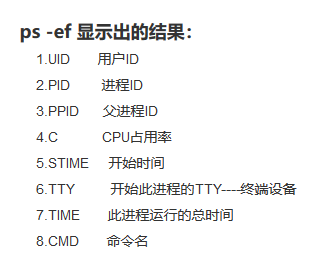 ps -ef 显示出的结果：
1.UID 用户ID
2.PID 进程ID
3.PPID 父进程ID
4.C CPU占用率
5.STIME 开始时间
6.TTY 开始此进程的TTY----终端设备
7.TIME 此进程运行的总时间
8.CMD 命令名